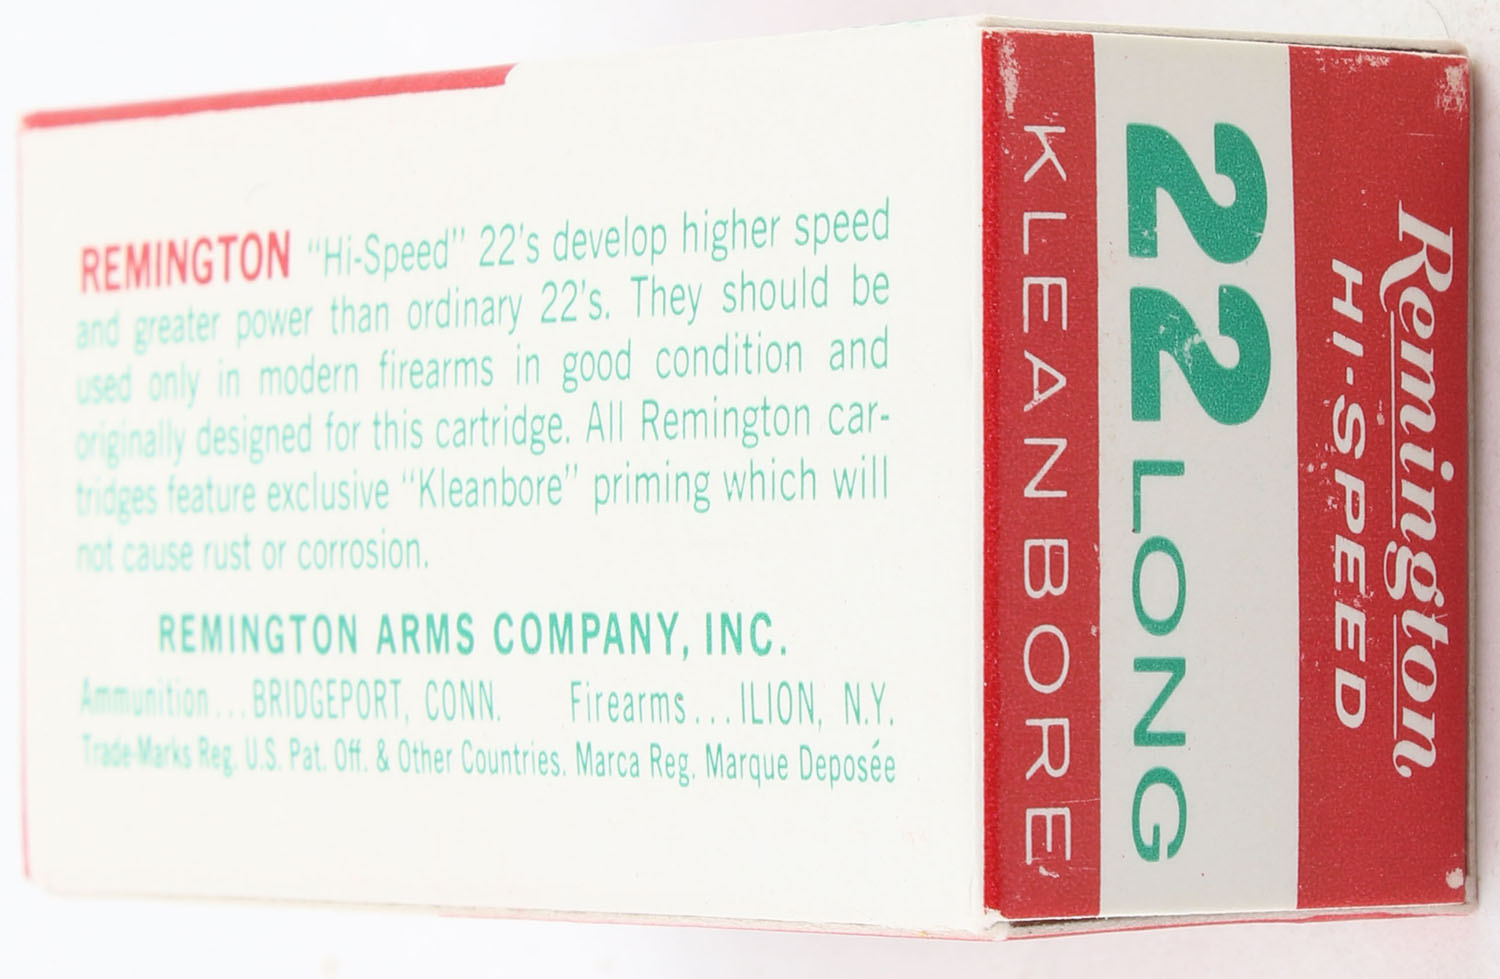 REMINGTON "Hi-Speed" 22's develop higher speed
and greater power than ordinary 22's. They should be
used only in modern firearms in good condition and
originally designed for this cartridge. All Remington car-
tridges feature exclusive "Kleanbore" priming which will
not cause rust or corrosion.
REMINGTON ARMS COMPANY, INC.
Ammunition...BRIDGEPORT, CONN. Firearms...ILION, N.Y.
Trade-Marks Reg. U.S. Pat. Off. & Other Countries. Marca Reg. Marque Deposée
Remington
HI-SPEED
22 LONG
KLEANBORE